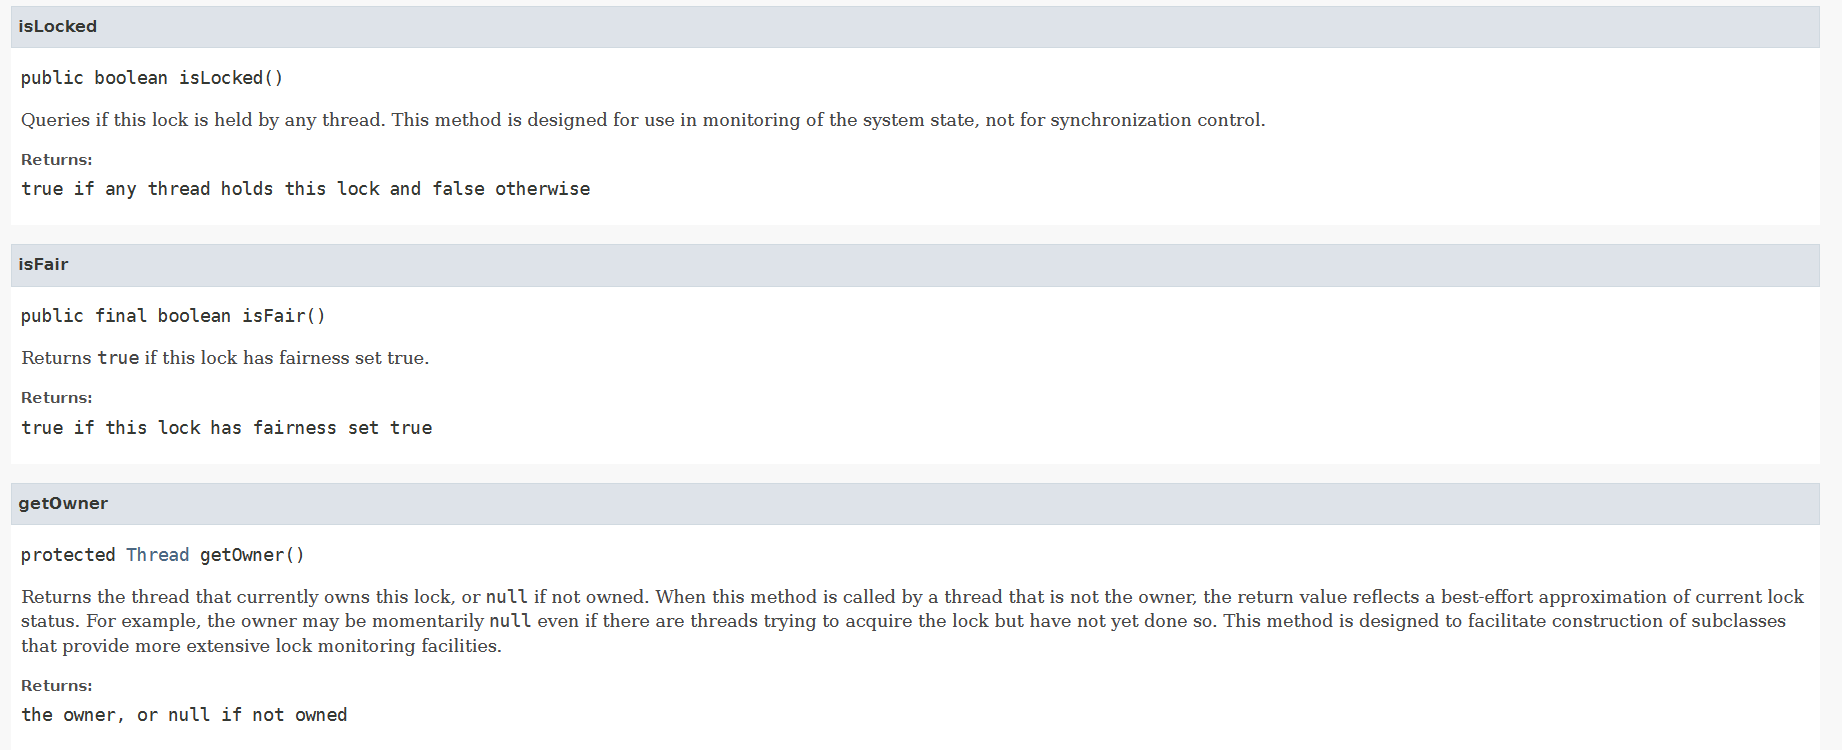 isLocked
public boolean isLocked()
Queries if this lock is held by any thread. This method is designed for use in monitoring of the system state, not for synchronization control.
Returns:
true if any thread holds this lock and false otherwise
isFair
public final boolean isFair()
Returns true if this lock has fairness set true.
Returns:
true if this lock has fairness set true
getOwner
protected Thread getOwner()
Returns the thread that currently owns this lock, or null if not owned. When this method is called by a thread that is not the owner, the return value reflects a best-effort approximation of current lock
status. For example, the owner may be momentarily null even if there are threads trying to acquire the lock but have not yet done so. This method is designed to facilitate construction of subclasses
that provide more extensive lock monitoring facilities.
Returns:
the owner, or null if not owned